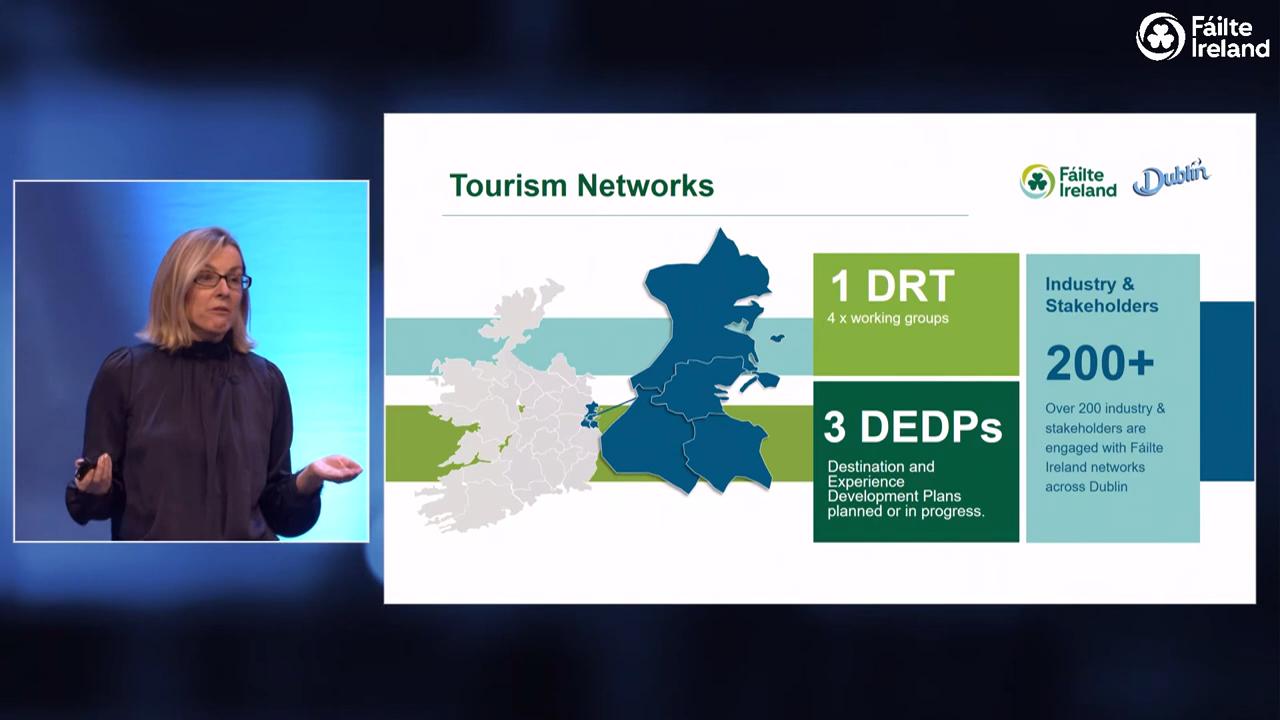 Fáilte
Ireland
Tourism Networks
Fáilte
Ireland
Dublin
1 DRT
4 x working groups
3 DEDPs
Destination and
Experience
Development Plans
planned or in progress.
Industry &
Stakeholders
200+
Over 200 industry &
stakeholders are
engaged with Fáilte
Ireland networks
across Dublin